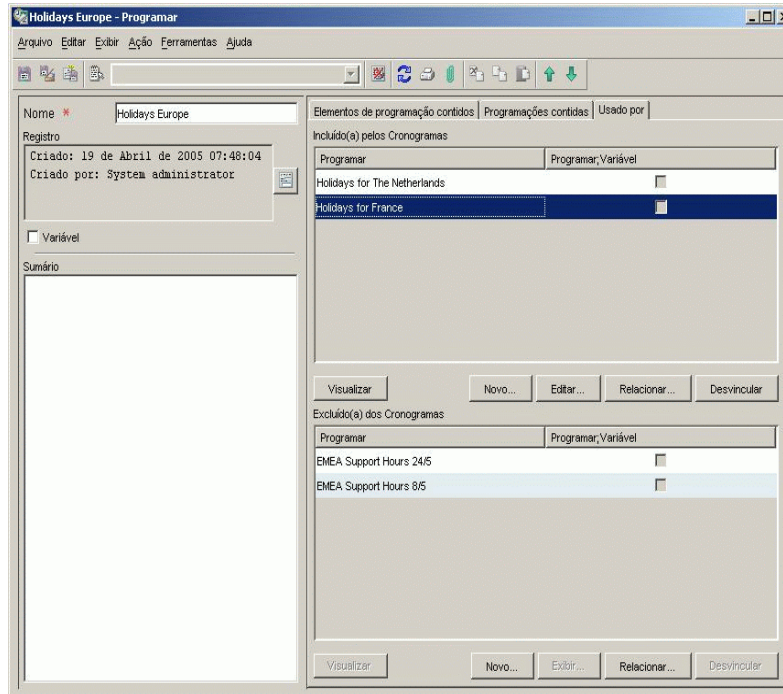 Holidays Europe - Programar
Arquivo Editar Exibir Ação Ferramentas Ajuda
Nome * Holidays Europe
Registro
Criado: 19 de Abril de 2005 07:48:04
Criado por: System administrator
Variável
Sumário
Elementos de programação contidos Programações contidas Usado por
Incluído(a) pelos Cronogramas
Programar Programar;Variável
Holidays for The Netherlands
Holidays for France
Visualizar Novo... Editar... Relacionar... Desvincular
Excluído(a) dos Cronogramas
Programar Programar;Variável
EMEA Support Hours 24/5
EMEA Support Hours 8/5
Visualizar Novo... Exibir... Relacionar... Desvincular